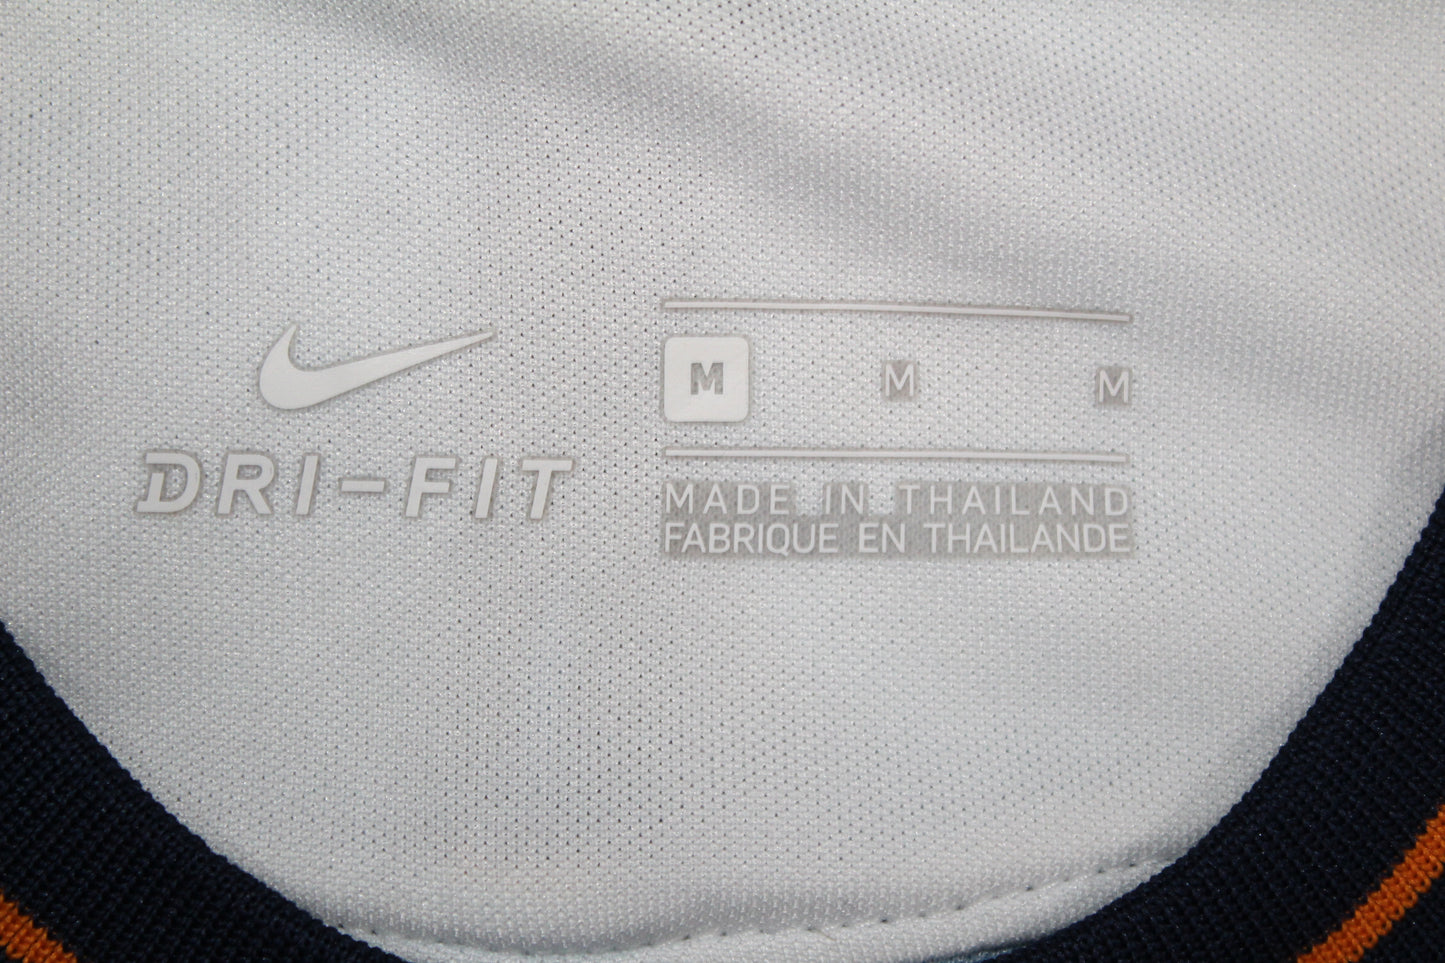 DRI-FIT
M M M
MADE IN THAILAND
FABRIQUE EN THAILANDE